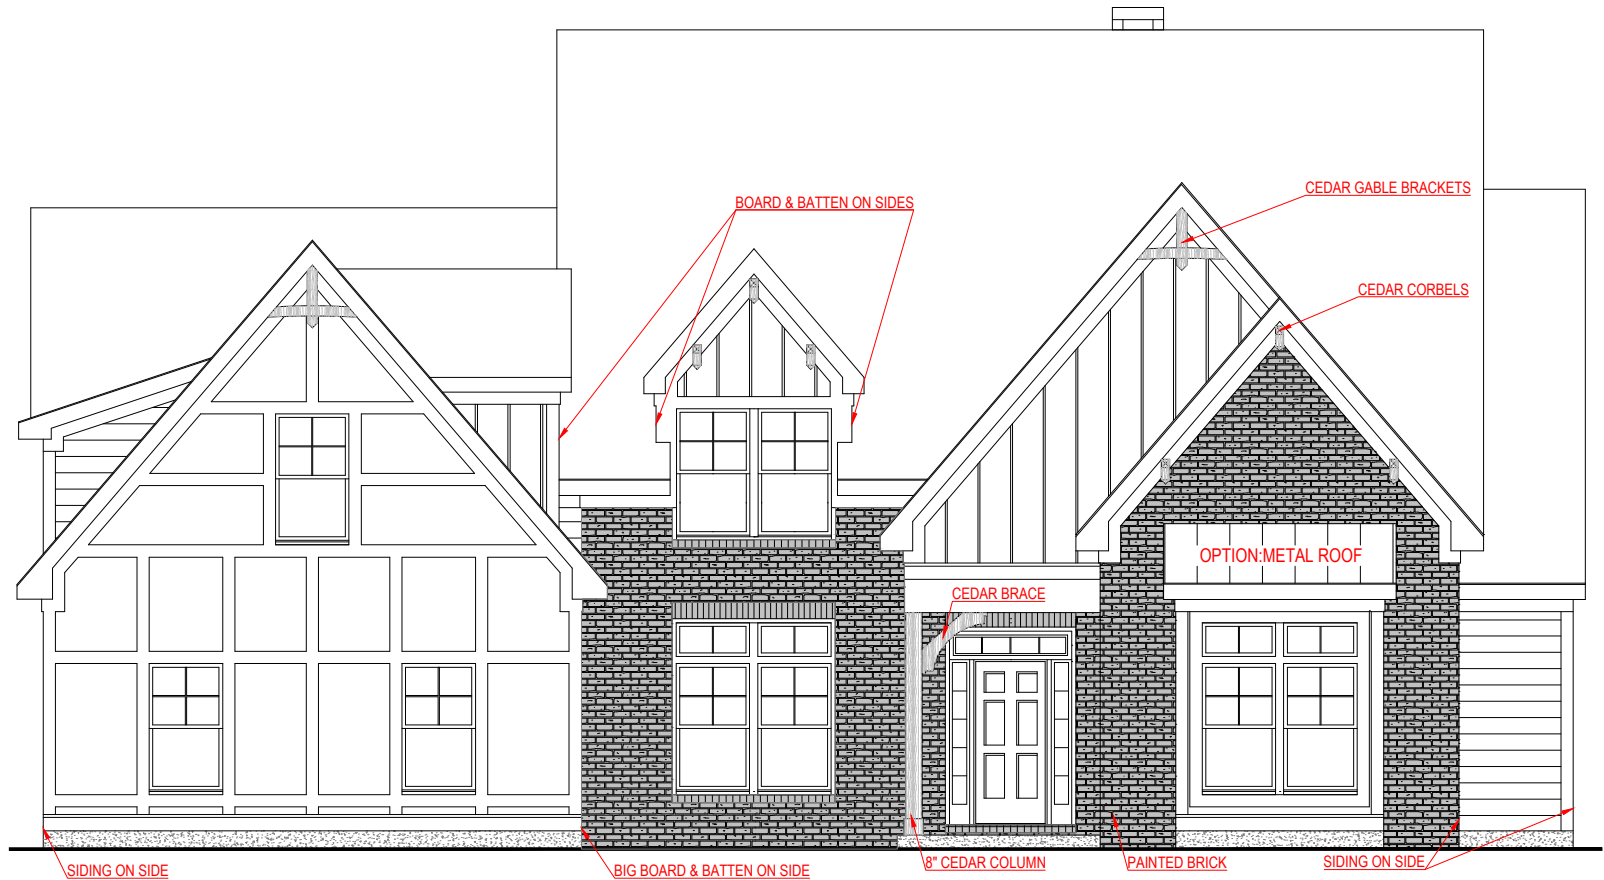 CEDAR GABLE BRACKETS
BOARD & BATTEN ON SIDES
CEDAR CORBELS
OPTION:METAL ROOF
CEDAR BRACE
SIDING ON SIDE
BIG BOARD & BATTEN ON SIDE
8" CEDAR COLUMN
PAINTED BRICK
SIDING ON SIDE